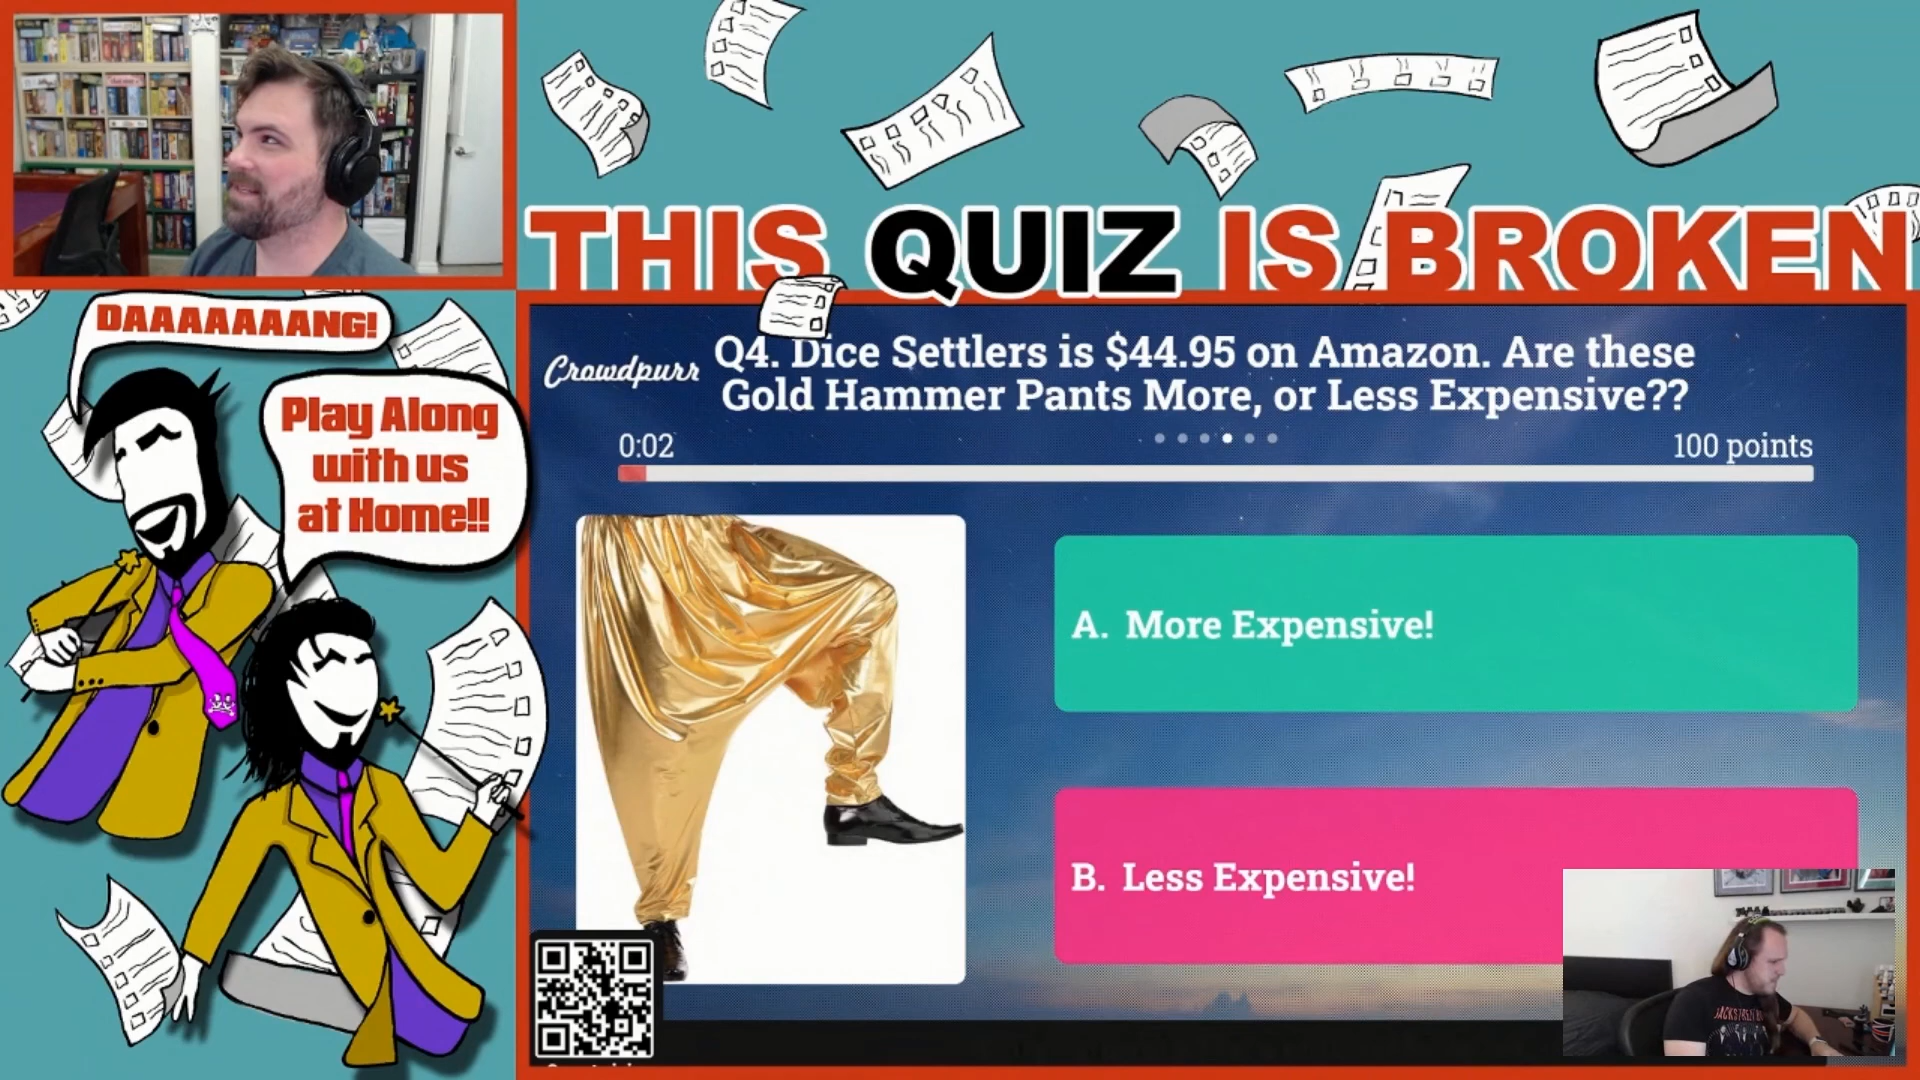 THIS QUIZ IS BROKEN
DAAAAAAAANG!
Play Along
with us
at Home!!
Crowdpurr
Q4. Dice Settlers is $44.95 on Amazon. Are these
Gold Hammer Pants More, or Less Expensive??
0:02
100 points
A. More Expensive!
B. Less Expensive!